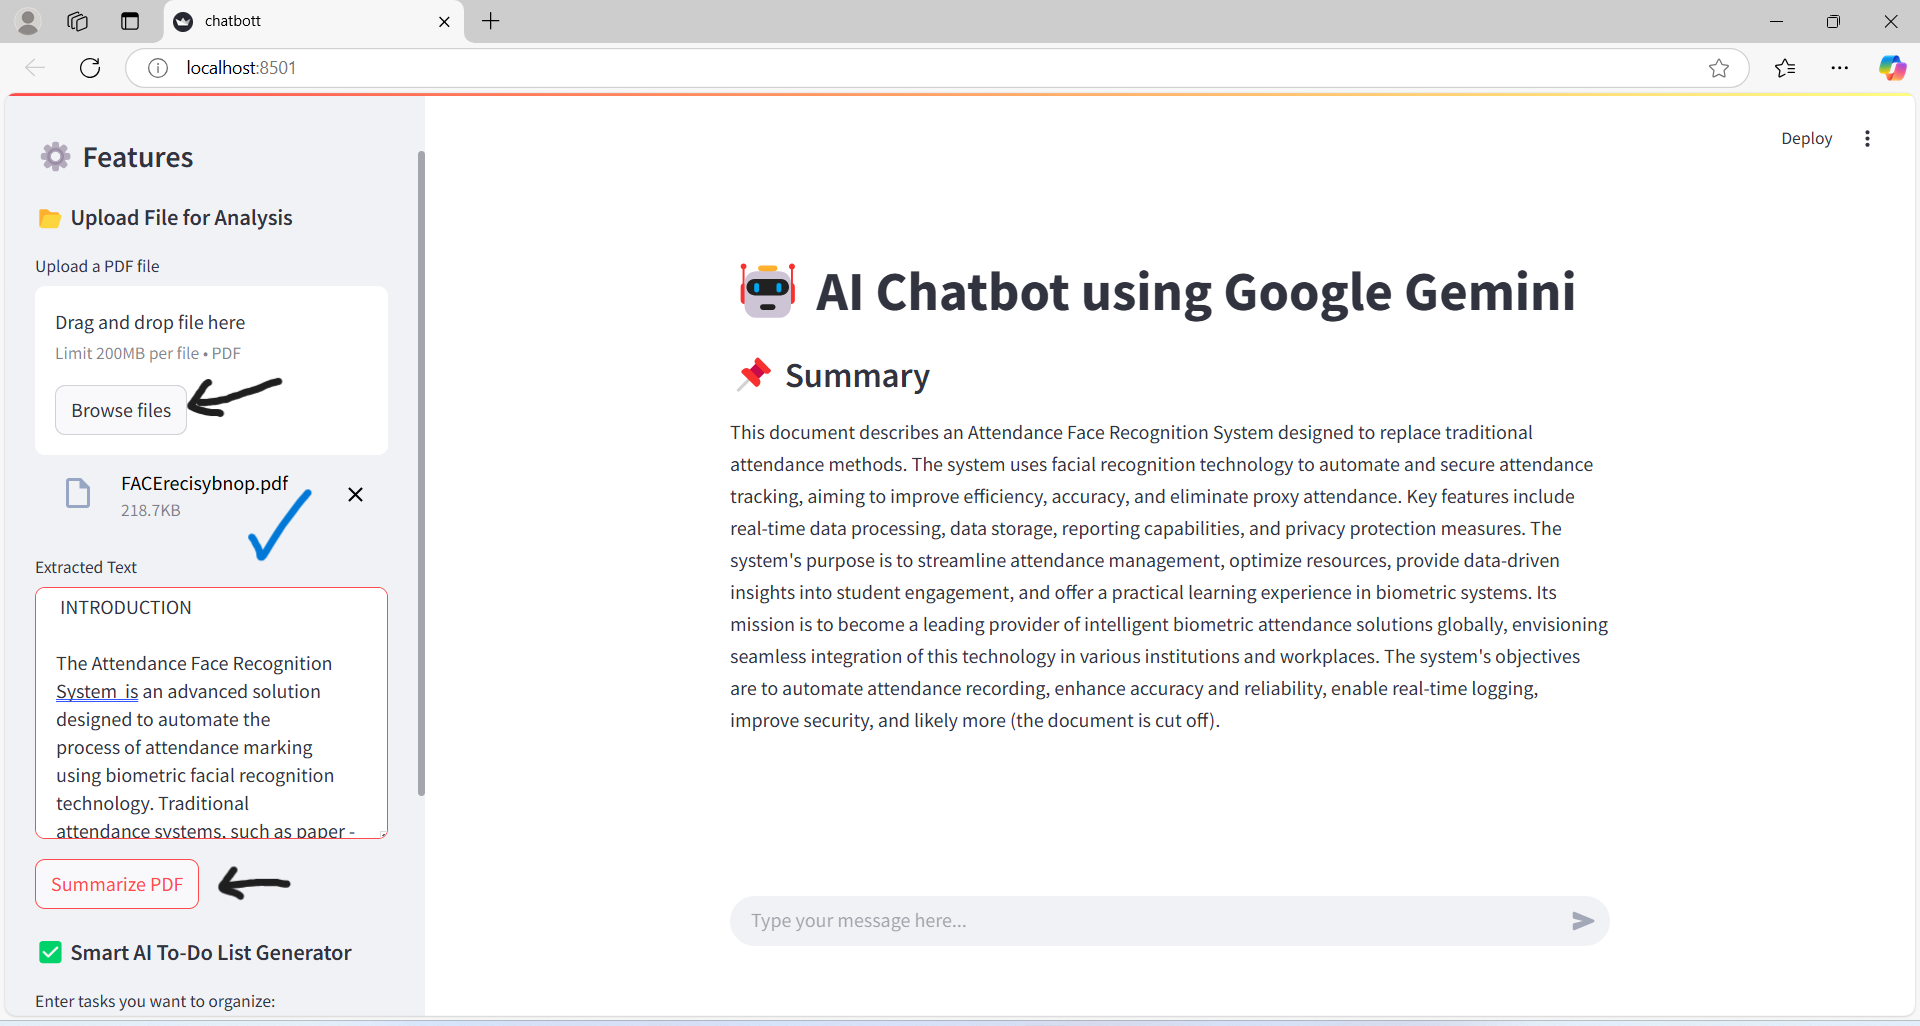 chatbott
localhost:8501
Deploy
Features
Upload File for Analysis
Upload a PDF file
Drag and drop file here
Limit 200MB per file • PDF
Browse files
FACErecisybnop.pdf
218.7KB
Extracted Text
INTRODUCTION
The Attendance Face Recognition
System  is an advanced solution
designed to automate the
process of attendance marking
using biometric facial recognition
technology. Traditional
attendance systems, such as paper -
Summarize PDF
Smart AI To-Do List Generator
Enter tasks you want to organize:
AI Chatbot using Google Gemini
Summary
This document describes an Attendance Face Recognition System designed to replace traditional
attendance methods. The system uses facial recognition technology to automate and secure attendance
tracking, aiming to improve efficiency, accuracy, and eliminate proxy attendance. Key features include
real-time data processing, data storage, reporting capabilities, and privacy protection measures. The
system's purpose is to streamline attendance management, optimize resources, provide data-driven
insights into student engagement, and offer a practical learning experience in biometric systems. Its
mission is to become a leading provider of intelligent biometric attendance solutions globally, envisioning
seamless integration of this technology in various institutions and workplaces. The system's objectives
are to automate attendance recording, enhance accuracy and reliability, enable real-time logging,
improve security, and likely more (the document is cut off).
Type your message here...